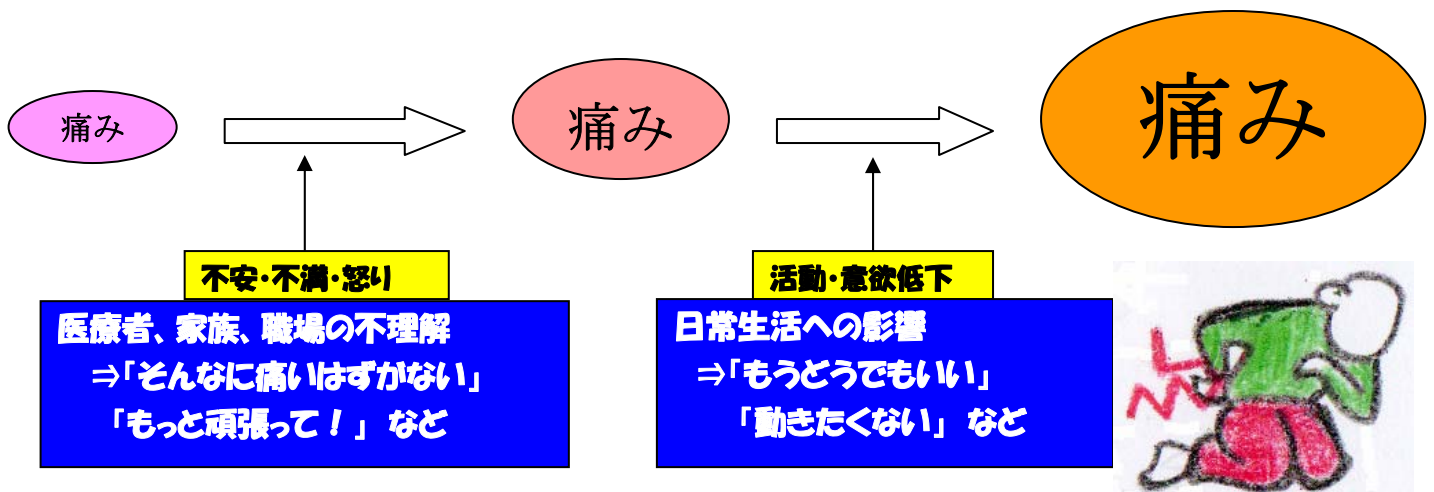 痛み
痛み
痛み
不安・不満・怒り
医療者、家族、職場の不理解
⇒「そんなに痛いはずがない」
「もっと頑張って！」 など
活動・意欲低下
日常生活への影響
⇒「もうどうでもいい」
「動きたくない」 など